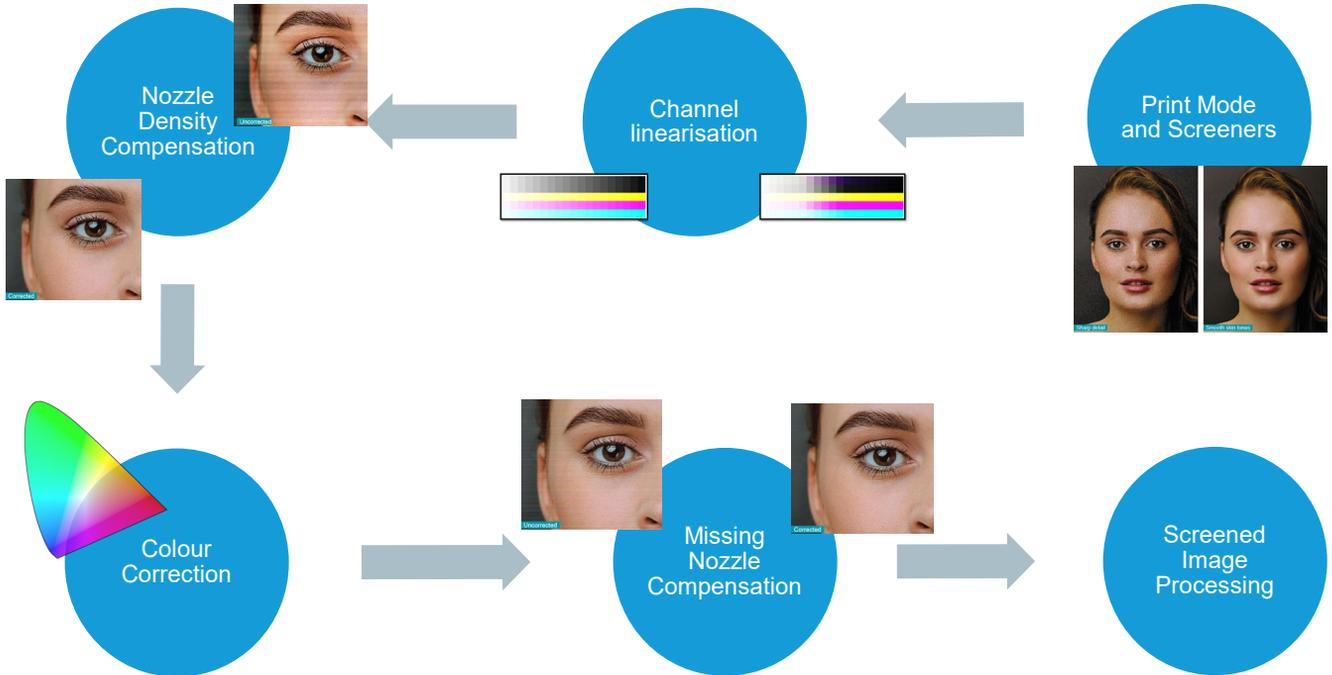 Nozzle
Density
Compensation
Uncorrected
Corrected
Channel
linearisation
Print Mode
and Screeners
Sharp detail
Smooth skin tones
Colour
Correction
Uncorrected
Missing
Nozzle
Compensation
Corrected
Screened
Image
Processing